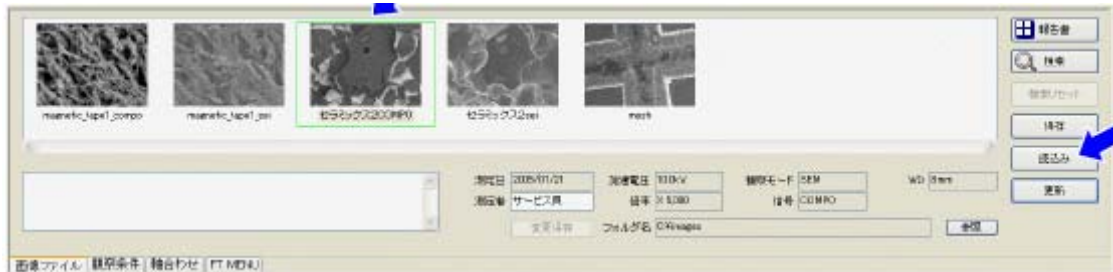 報告書
検索
検索リセット
保存
読込み
更新
magnetic_tape1_compo
magnetic_tape1_sei
セラミックス2COMPO
セラミックス2sei
mesh
測定日 2005/01/21 加速電圧 10.0kV 観察モード SEM WD 8mm
測定者 サービス員 倍率 X 5,000 信号 COMPO
変更保存 フォルダ名 C:¥images 参照
画像ファイル 観察条件 軸合わせ FT MENU